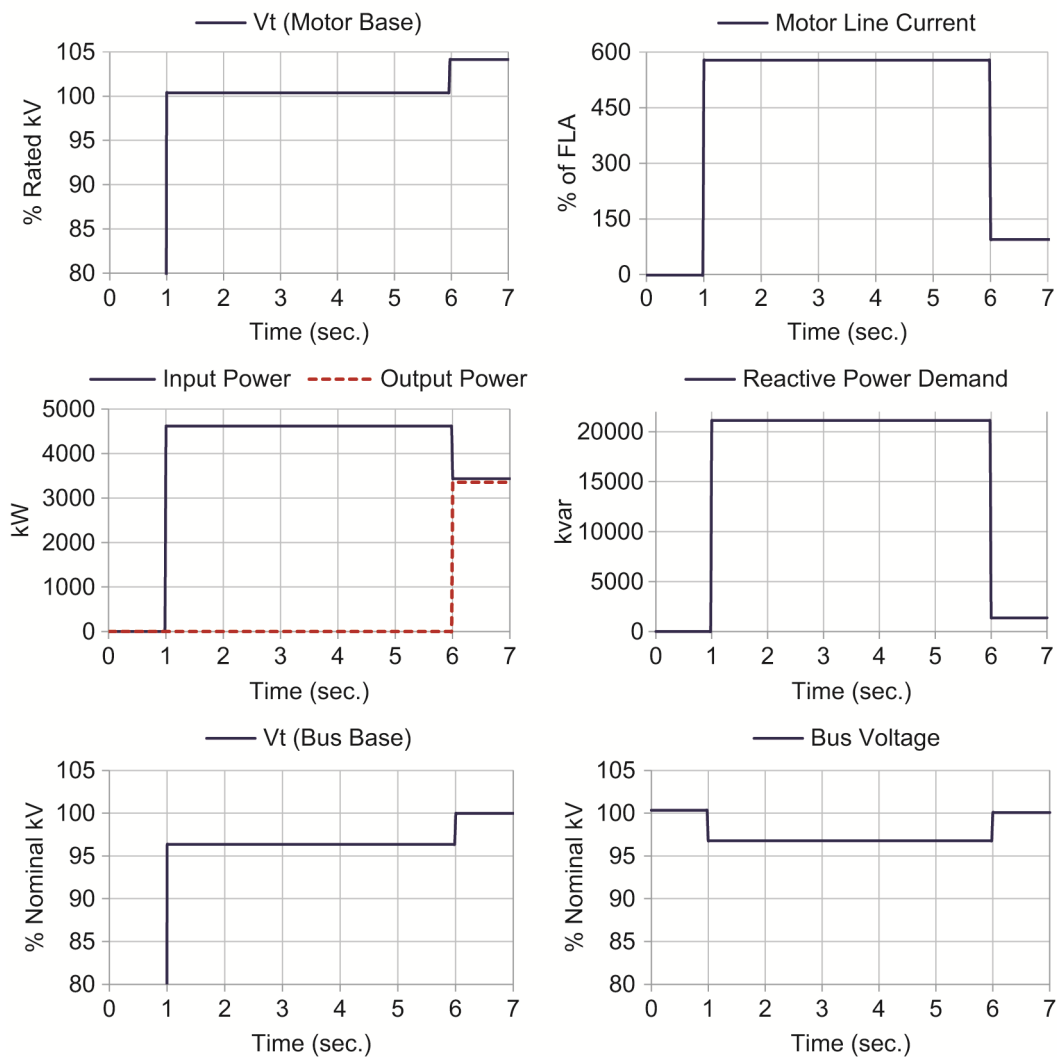 Vt (Motor Base)
105
100
95
90
85
80
% Rated kV
0 1 2 3 4 5 6 7
Time (sec.)
Motor Line Current
600
450
300
150
0
% of FLA
0 1 2 3 4 5 6 7
Time (sec.)
Input Power Output Power
5000
4000
3000
2000
1000
0
kW
0 1 2 3 4 5 6 7
Time (sec.)
Reactive Power Demand
20000
15000
10000
5000
0
kvar
0 1 2 3 4 5 6 7
Time (sec.)
Vt (Bus Base)
105
100
95
90
85
80
% Nominal kV
0 1 2 3 4 5 6 7
Time (sec.)
Bus Voltage
105
100
95
90
85
80
% Nominal kV
0 1 2 3 4 5 6 7
Time (sec.)